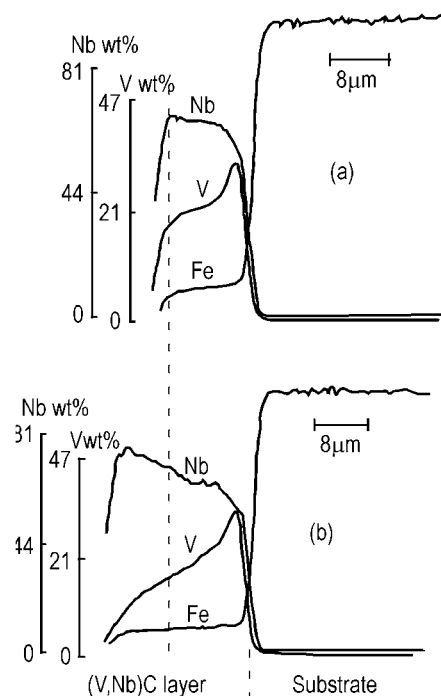 Nb wt%
81
44
0
V wt%
47
21
0
Nb
V
Fe
8µm
(a)
Nb wt%
81
44
0
Vwt%
47
21
0
Nb
V
Fe
8µm
(b)
(V,Nb)C layer
Substrate